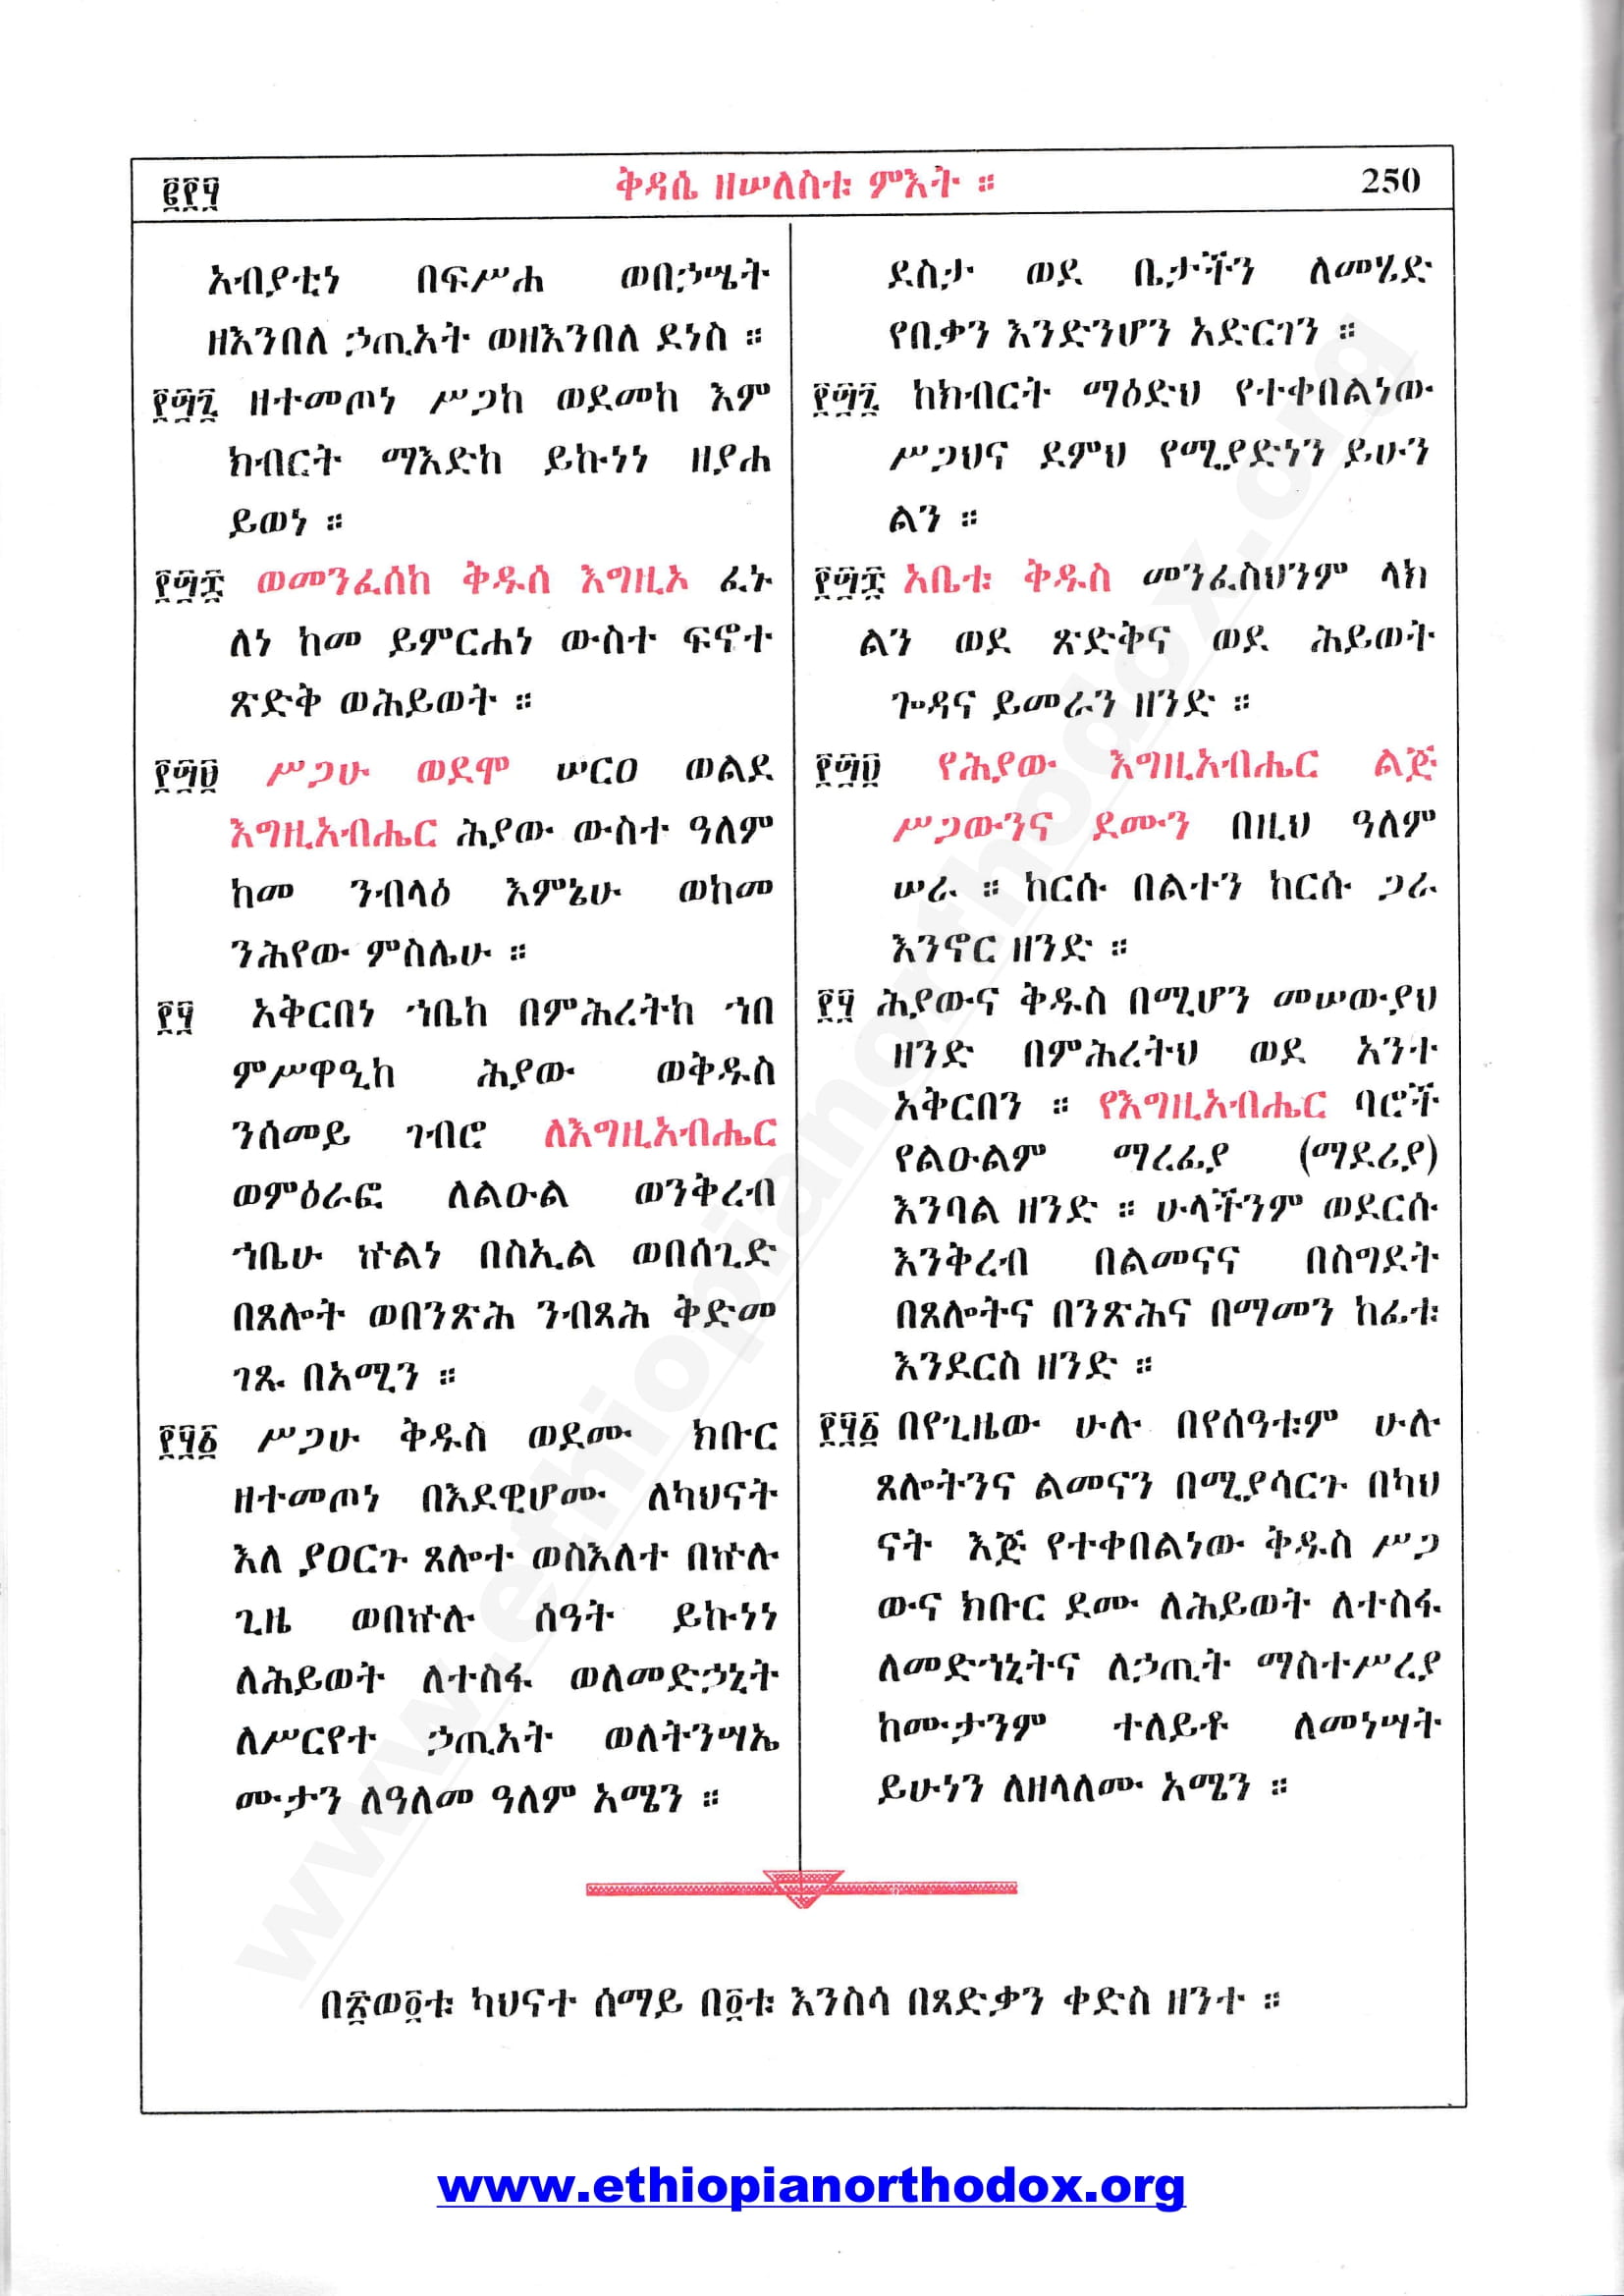 ፪፻፶ ቅዳሴ ዘሠለስቱ ምእት ። 250
አብያቲነ በፍሥሐ ወበኃሤት
ዘእንበለ ኃጢአት ወዘእንበለ ደነስ ።
፻፵፯ ዘተመጦነ ሥጋከ ወደመከ እም
ክብርት ማእድከ ይኩነነ ዘያሐ
ይወነ ።
፻፵፰ ወመንፈሰከ ቅዱሰ እግዚኦ ፈኑ
ለነ ከመ ይምርሐነ ውስተ ፍኖተ
ጽድቅ ወሕይወት ።
፻፵፱ ሥጋሁ ወደሞ ሠርዐ ወልደ
እግዚአብሔር ሕያው ውስተ ዓለም
ከመ ንብላዕ እምኔሁ ወከመ
ንሕየው ምስሌሁ ።
፻፶ አቅርበነ ኀቤከ በምሕረትከ ኀበ
ምሥዋዒከ ሕያው ወቅዱስ
ንሰመይ ገብሮ ለእግዚአብሔር
ወምዕራፎ ለልዑል ወንቅረብ
ኀቤሁ ኵልነ በስኢል ወበሰጊድ
በጸሎት ወበንጽሕ ንብጻሕ ቅድመ
ገጹ በአሚን ።
፻፶፩ ሥጋሁ ቅዱስ ወደሙ ክቡር
ዘተመጦነ በእደዊሆሙ ለካህናት
እለ ያዐርጉ ጸሎተ ወስእለተ በኵሉ
ጊዜ ወበኵሉ ሰዓት ይኩነነ
ለሕይወት ለተስፋ ወለመድኃኒት
ለሥርየተ ኃጢአት ወለትንሣኤ
ሙታን ለዓለመ ዓለም አሜን ።
ደስታ ወደ ቤታችን ለመሄድ
የበቃን እንድንሆን አድርገን ።
፻፵፯ ከክብርት ማዕድህ የተቀበልነው
ሥጋህና ደምህ የሚያድነን ይሁን
ልን ።
፻፵፰ አቤቱ ቅዱስ መንፈስህንም ላክ
ልን ወደ ጽድቅና ወደ ሕይወት
ጐዳና ይመራን ዘንድ ።
፻፵፱ የሕያው እግዚአብሔር ልጅ
ሥጋውንና ደሙን በዚህ ዓለም
ሠራ ። ከርሱ በልተን ከርሱ ጋራ
እንኖር ዘንድ ።
፻፶ ሕያውና ቅዱስ በሚሆን መሠውያህ
ዘንድ በምሕረትህ ወደ አንተ
አቅርበን ። የእግዚአብሔር ባሮች
የልዑልም ማረፊያ (ማደሪያ)
እንባል ዘንድ ። ሁላችንም ወደርሱ
እንቅረብ በልመናና በስግደት
በጸሎትና በንጽሕና በማመን ከፊቱ
እንደርስ ዘንድ ።
፻፶፩ በየጊዜው ሁሉ በየሰዓቱም ሁሉ
ጸሎትንና ልመናን በሚያሳርጉ በካህ
ናት እጅ የተቀበልነው ቅዱስ ሥጋ
ውና ክቡር ደሙ ለሕይወት ለተስፋ
ለመድኀኒትና ለኃጢት ማስተሥረያ
ከሙታንም ተለይቶ ለመነሣት
ይሁነን ለዘላለሙ አሜን ።
በ፳ወ፬ቱ ካህናተ ሰማይ በ፬ቱ እንስሳ በጻድቃን ቀድስ ዘንተ ።
www.ethiopianorthodox.org
www.ethiopianorthodox.org